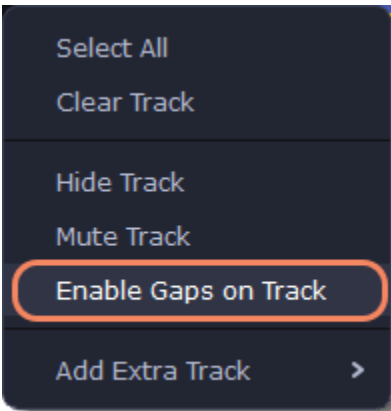 Select All
Clear Track
Hide Track
Mute Track
Enable Gaps on Track
Add Extra Track >